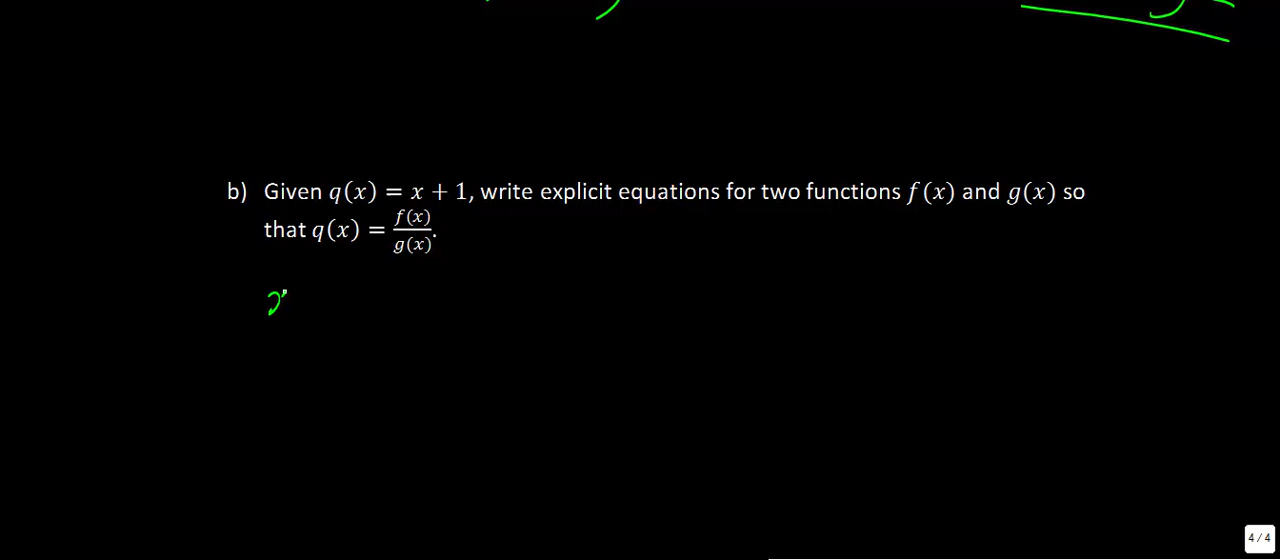 b) Given q(x) = x + 1, write explicit equations for two functions f(x) and g(x) so
that q(x) = f(x)/g(x).
4 / 4